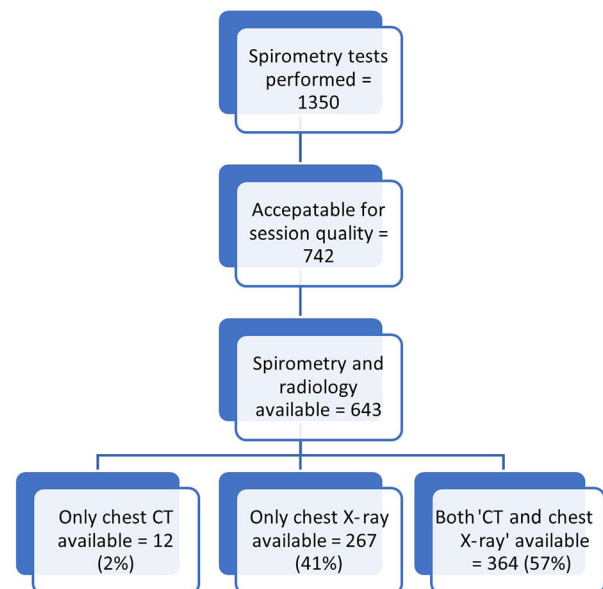 Spirometry tests
performed =
1350
Accepatable for
session quality =
742
Spirometry and
radiology
available = 643
Only chest CT
available = 12
(2%)
Only chest X-ray
available = 267
(41%)
Both 'CT and chest
X-ray' available
= 364 (57%)